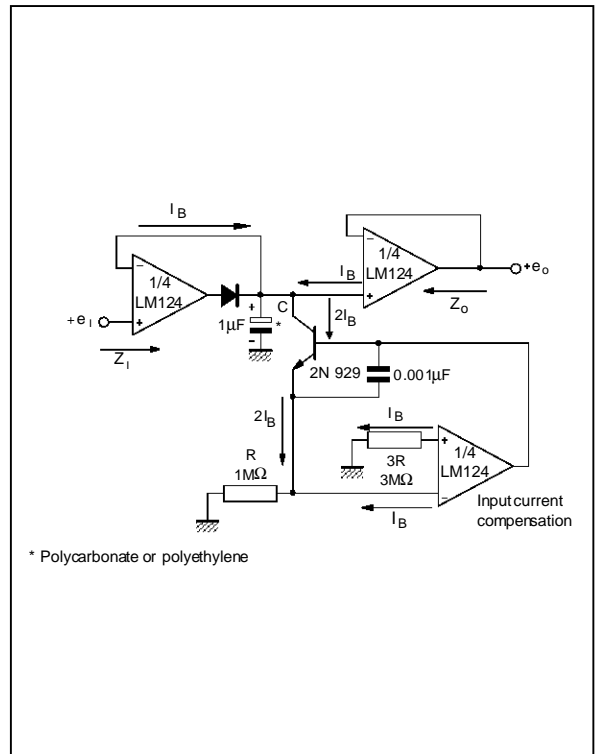 I B
1/4
LM124
+e I
Z I
1μF
+
*
-
C
I B
2I B
1/4
LM124
+e o
Z o
2N 929
0.001μF
2I B
R
1MΩ
I B
3R
3MΩ
1/4
LM124
I B
Input current
compensation
* Polycarbonate or polyethylene